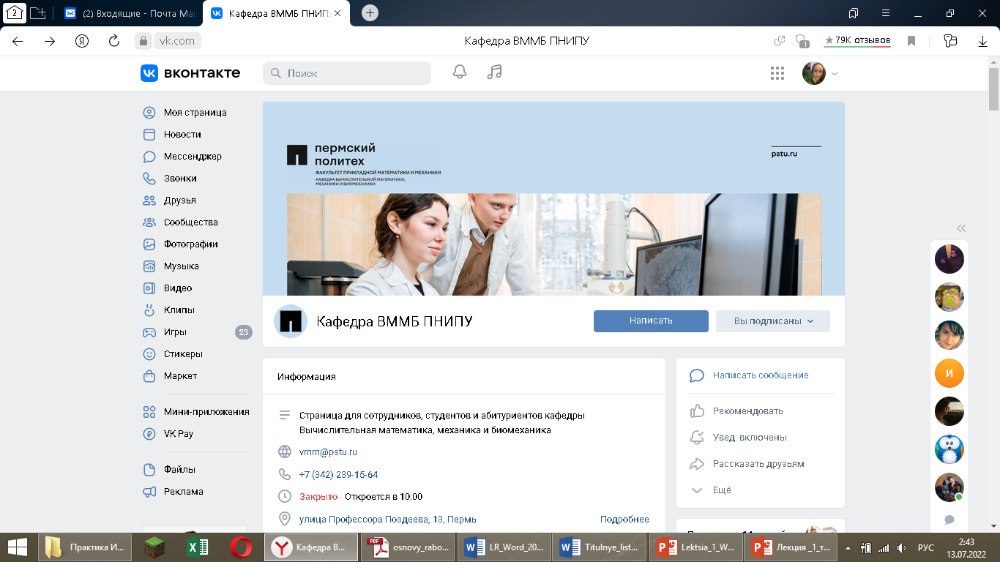 2
(2) Входящие - Почта Mai
Кафедра ВММБ ПНИПУ
vk.com
Кафедра ВММБ ПНИПУ
1
★79K отзывов
вконтакте
Поиск
Моя страница
Новости
Мессенджер
Звонки
Друзья
Сообщества
Фотографии
Музыка
Видео
Клипы
Игры
23
Стикеры
Маркет
Мини-приложения
VK Pay
Файлы
Реклама
пермский
политех
ФАКУЛЬТЕТ ПРИКЛАДНОЙ МАТЕМАТИКИ И МЕХАНИКИ
КАФЕДРА ВЫЧИСЛИТЕЛЬНОЙ МАТЕМАТИКИ,
МЕХАНИКИ И БИОМЕХАНИКИ
pstu.ru
Кафедра ВММБ ПНИПУ
Написать
Вы подписаны
Информация
Страница для сотрудников, студентов и абитуриентов кафедры
Вычислительная математика, механика и биомеханика
vmm@pstu.ru
+7 (342) 239-15-64
Закрыто · Откроется в 10:00
улица Профессора Поздеева, 13, Пермь
Подробнее
Написать сообщение
Рекомендовать
Увед. включены
Рассказать друзьям
Ещё
И
Практика И...
Кафедра В...
osnovy_rabo...
LR_Word_20...
Titulnye_list...
Lektsia_1_W...
Лекция _1_т...
РУС
2:43
13.07.2022